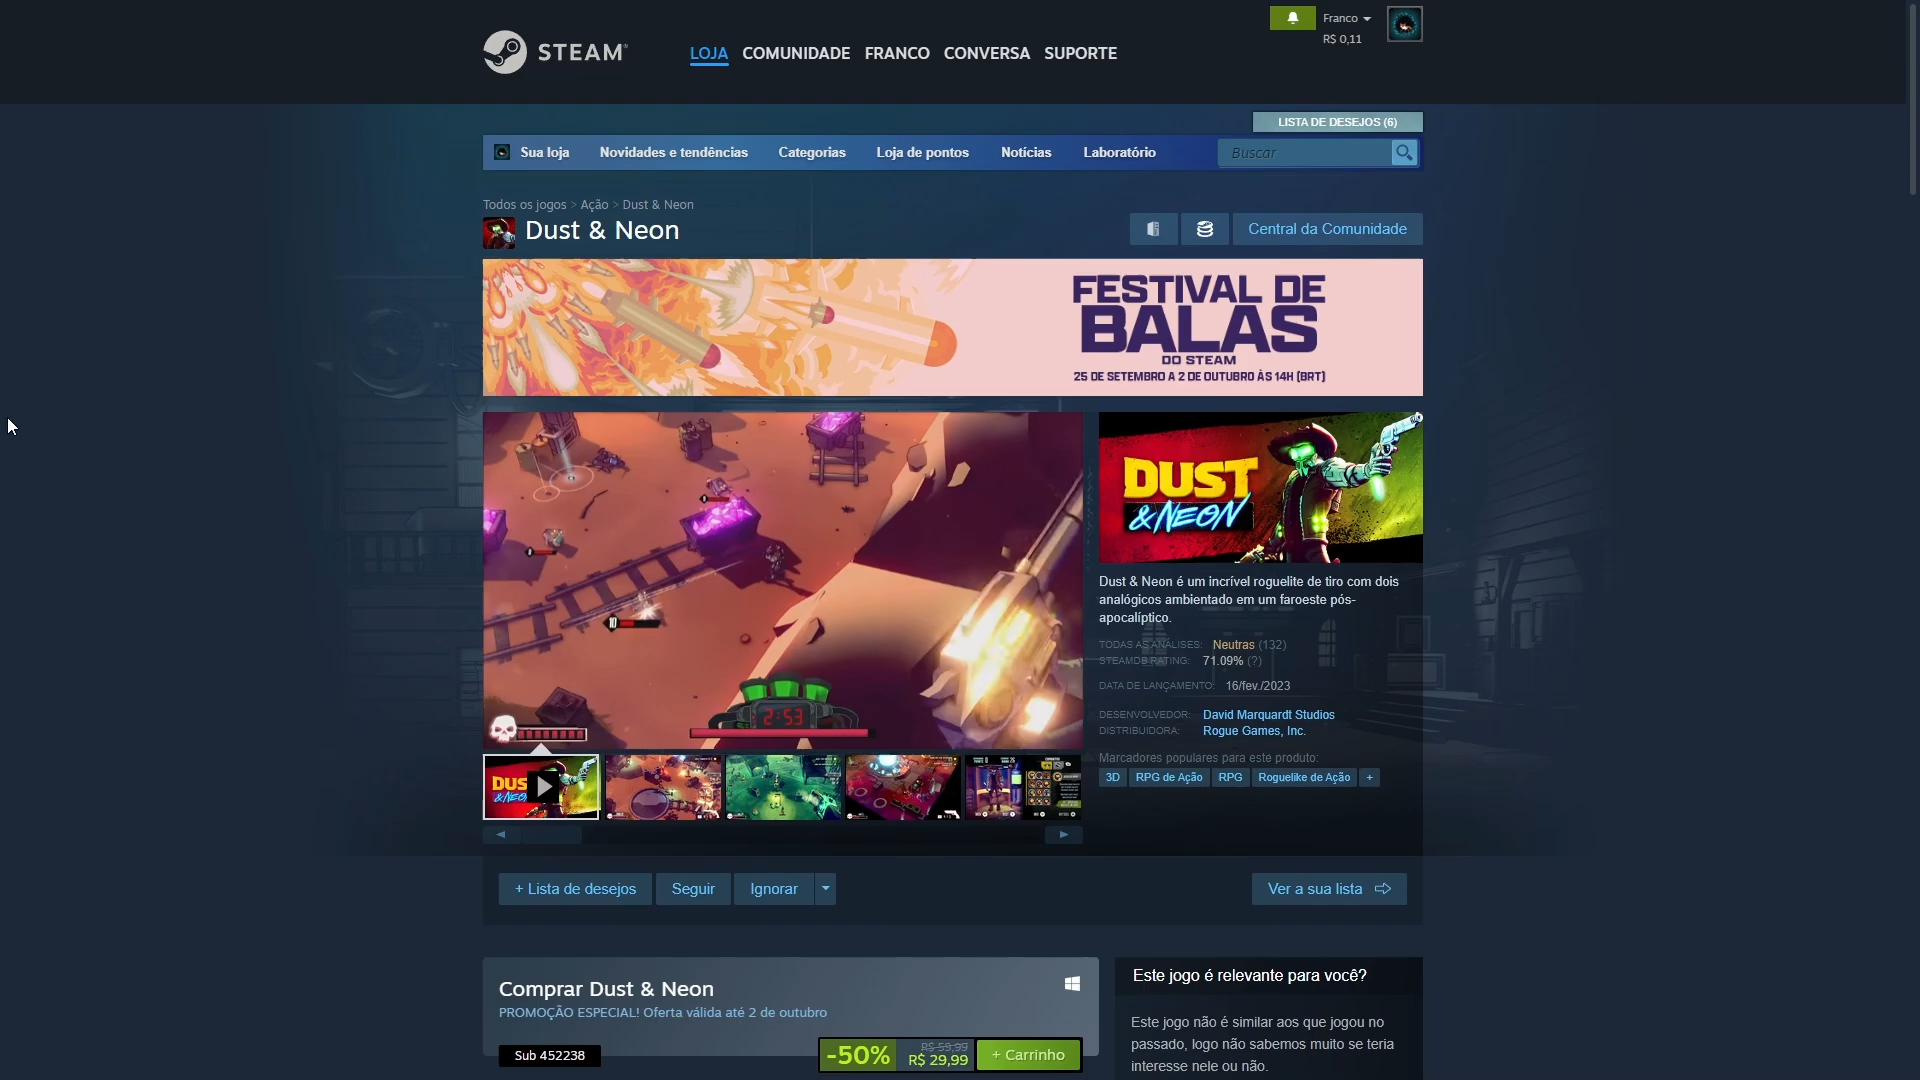 Franco
R$ 0,11
STEAM
LOJA COMUNIDADE FRANCO CONVERSA SUPORTE
LISTA DE DESEJOS (6)
Sua loja Novidades e tendências Categorias Loja de pontos Notícias Laboratório Buscar
Todos os jogos > Ação > Dust & Neon
Dust & Neon
Central da Comunidade
FESTIVAL DE
BALAS
DO STEAM
25 DE SETEMBRO A 2 DE OUTUBRO ÀS 14H (BRT)
DUST
& NEON
Dust & Neon é um incrível roguelite de tiro com dois
analógicos ambientado em um faroeste pós-
apocalíptico.
TODAS AS ANÁLISES: Neutras (132)
STEAMDB RATING: 71.09% (?)
DATA DE LANÇAMENTO: 16/fev./2023
DESENVOLVEDOR: David Marquardt Studios
DISTRIBUIDORA: Rogue Games, Inc.
Marcadores populares para este produto:
3D RPG de Ação RPG Roguelike de Ação +
10
2:53
+ Lista de desejos Seguir Ignorar Ver a sua lista
Comprar Dust & Neon
PROMOÇÃO ESPECIAL! Oferta válida até 2 de outubro
Sub 452238
-50% R$ 59,99
R$ 29,99
+ Carrinho
Este jogo é relevante para você?
Este jogo não é similar aos que jogou no
passado, logo não sabemos muito se teria
interesse nele ou não.